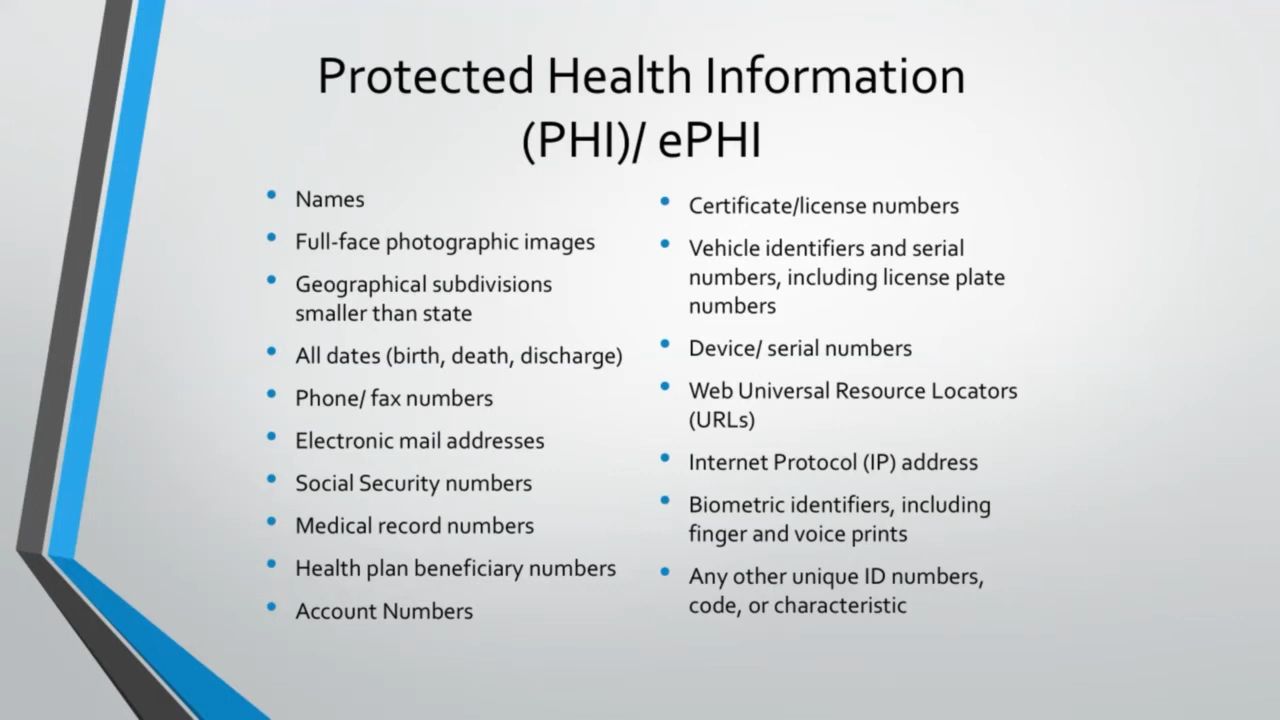 Protected Health Information
(PHI)/ ePHI
• Names
• Full-face photographic images
• Geographical subdivisions
smaller than state
• All dates (birth, death, discharge)
• Phone/ fax numbers
• Electronic mail addresses
• Social Security numbers
• Medical record numbers
• Health plan beneficiary numbers
• Account Numbers
• Certificate/license numbers
• Vehicle identifiers and serial
numbers, including license plate
numbers
• Device/ serial numbers
• Web Universal Resource Locators
(URLs)
• Internet Protocol (IP) address
• Biometric identifiers, including
finger and voice prints
• Any other unique ID numbers,
code, or characteristic